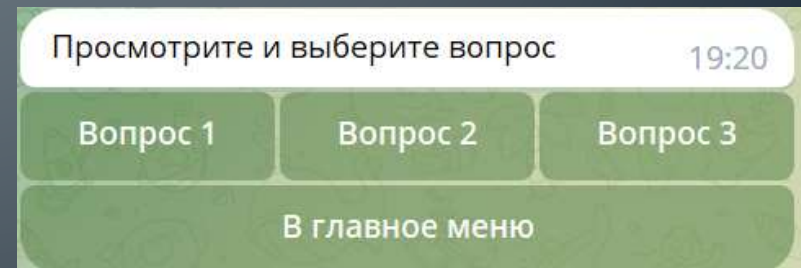 Просмотрите и выберите вопрос
19:20
Вопрос 1 Вопрос 2 Вопрос 3
В главное меню